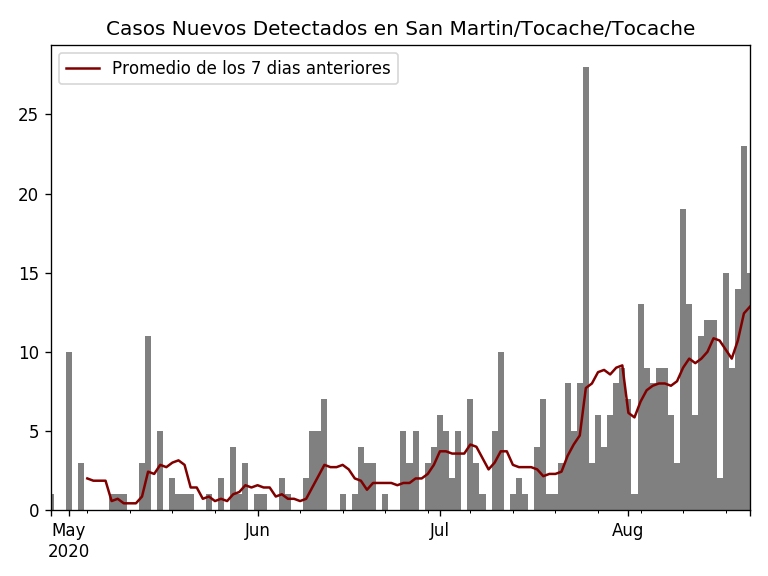 Casos Nuevos Detectados en San Martin/Tocache/Tocache
Promedio de los 7 dias anteriores
25
20
15
10
5
0
May Jun Jul Aug
2020